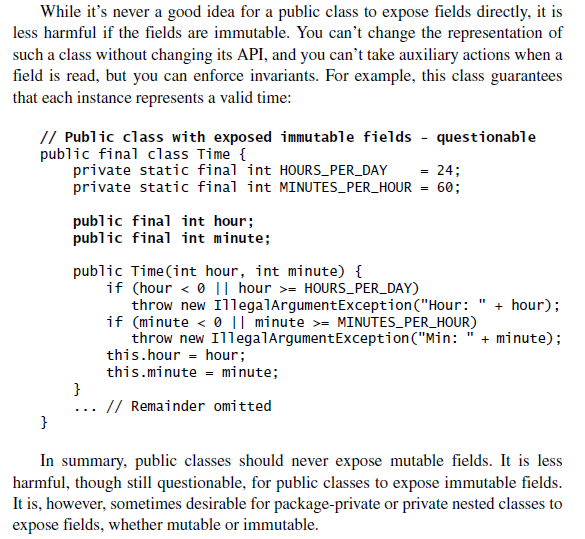 While it's never a good idea for a public class to expose fields directly, it is
less harmful if the fields are immutable. You can't change the representation of
such a class without changing its API, and you can't take auxiliary actions when a
field is read, but you can enforce invariants. For example, this class guarantees
that each instance represents a valid time:
// Public class with exposed immutable fields - questionable
public final class Time {
    private static final int HOURS_PER_DAY    = 24;
    private static final int MINUTES_PER_HOUR = 60;
    public final int hour;
    public final int minute;
    public Time(int hour, int minute) {
        if (hour < 0 || hour >= HOURS_PER_DAY)
           throw new IllegalArgumentException("Hour: " + hour);
        if (minute < 0 || minute >= MINUTES_PER_HOUR)
           throw new IllegalArgumentException("Min: " + minute);
        this.hour = hour;
        this.minute = minute;
    }
    ... // Remainder omitted
}
In summary, public classes should never expose mutable fields. It is less
harmful, though still questionable, for public classes to expose immutable fields.
It is, however, sometimes desirable for package-private or private nested classes to
expose fields, whether mutable or immutable.